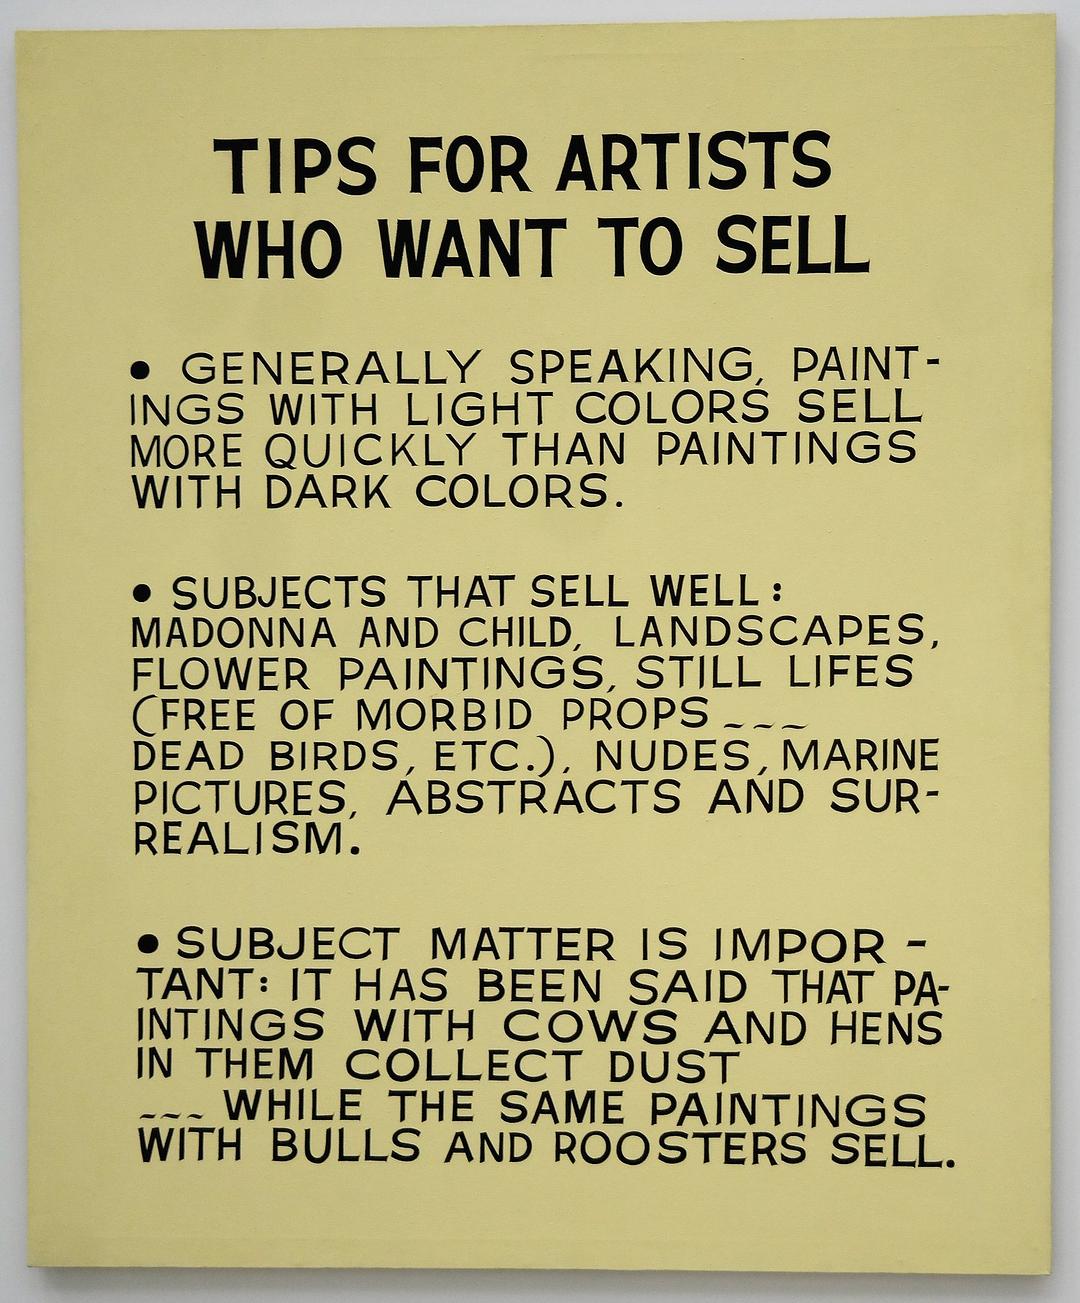 TIPS FOR ARTISTS
WHO WANT TO SELL
• GENERALLY SPEAKING, PAINT-
INGS WITH LIGHT COLORS SELL
MORE QUICKLY THAN PAINTINGS
WITH DARK COLORS.
• SUBJECTS THAT SELL WELL:
MADONNA AND CHILD, LANDSCAPES,
FLOWER PAINTINGS, STILL LIFES
(FREE OF MORBID PROPS ~~~
DEAD BIRDS, ETC.), NUDES, MARINE
PICTURES, ABSTRACTS AND SUR-
REALISM.
• SUBJECT MATTER IS IMPOR-
TANT: IT HAS BEEN SAID THAT PA-
INTINGS WITH COWS AND HENS
IN THEM COLLECT DUST
~~~ WHILE THE SAME PAINTINGS
WITH BULLS AND ROOSTERS SELL.